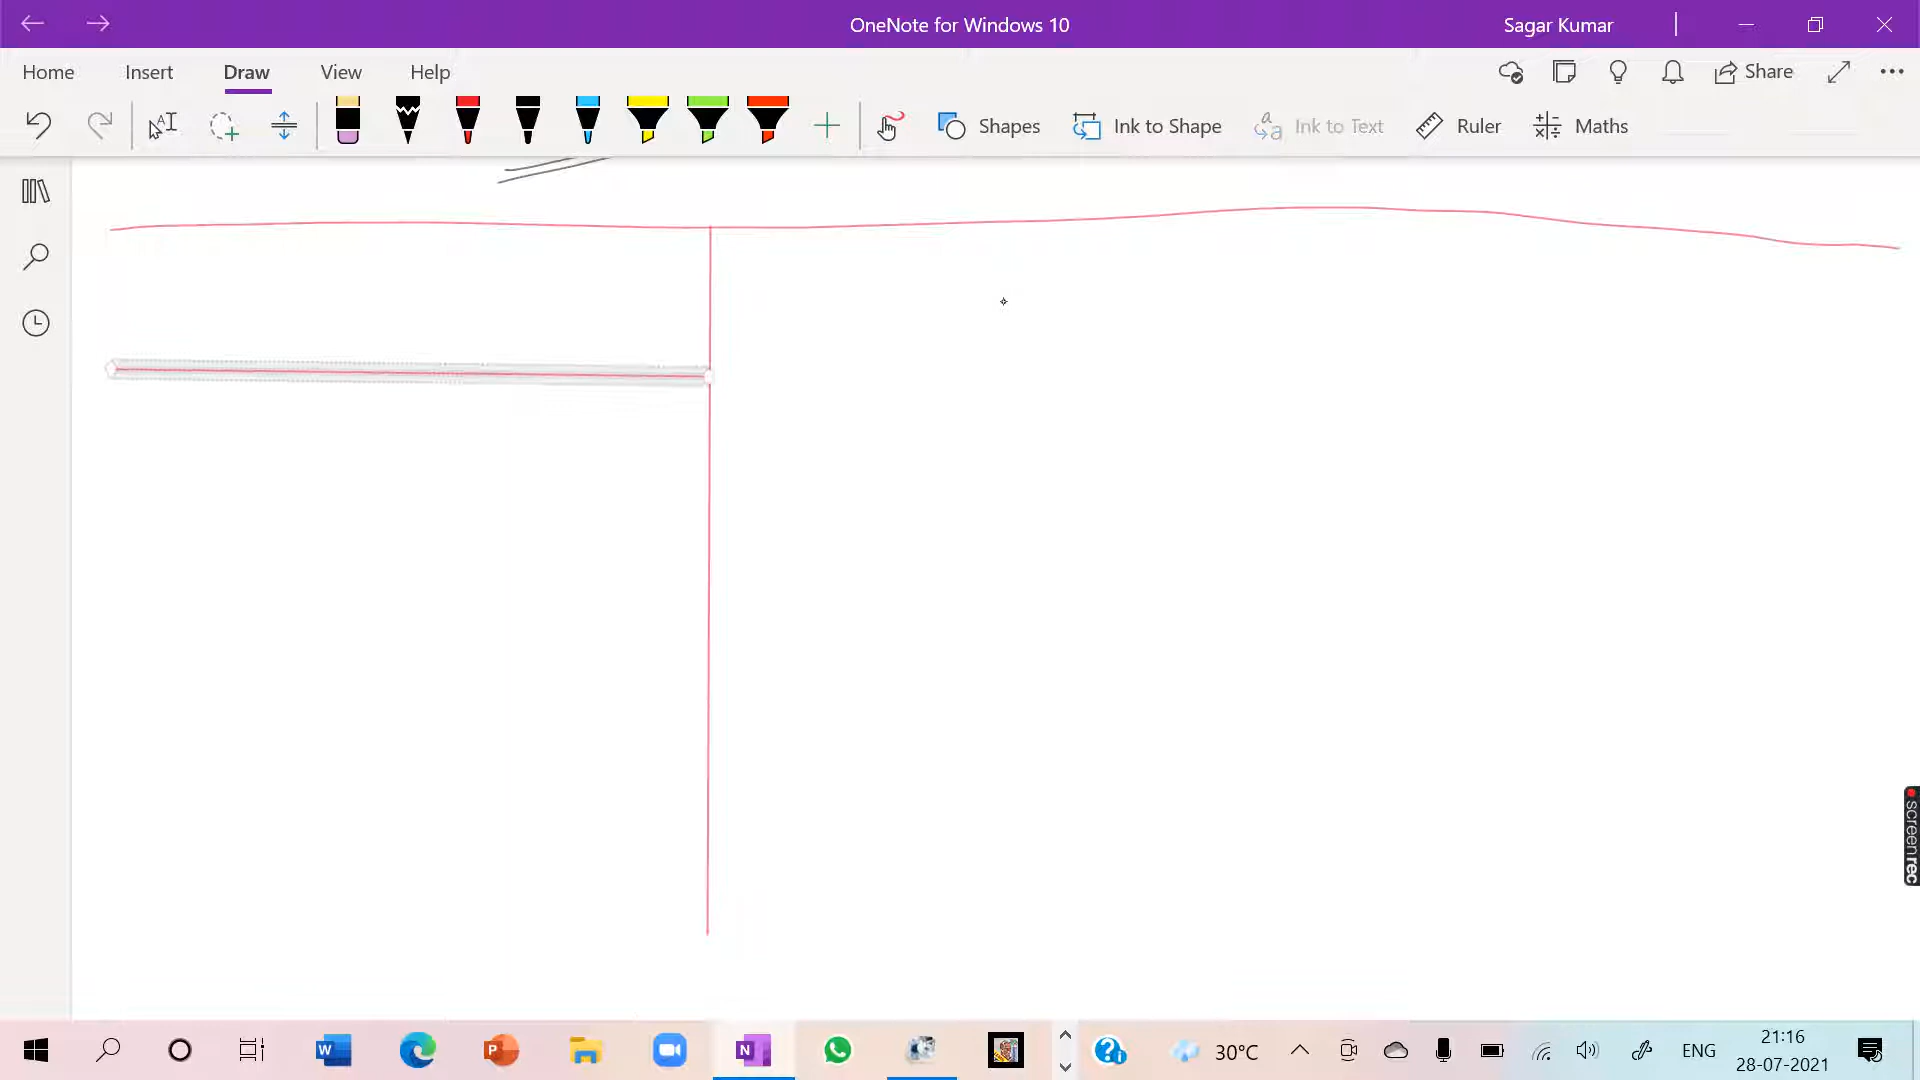 OneNote for Windows 10
Sagar Kumar
Home Insert Draw View Help
Share
Shapes Ink to Shape Ink to Text Ruler Maths
screenrec
30°C
ENG
21:16
28-07-2021